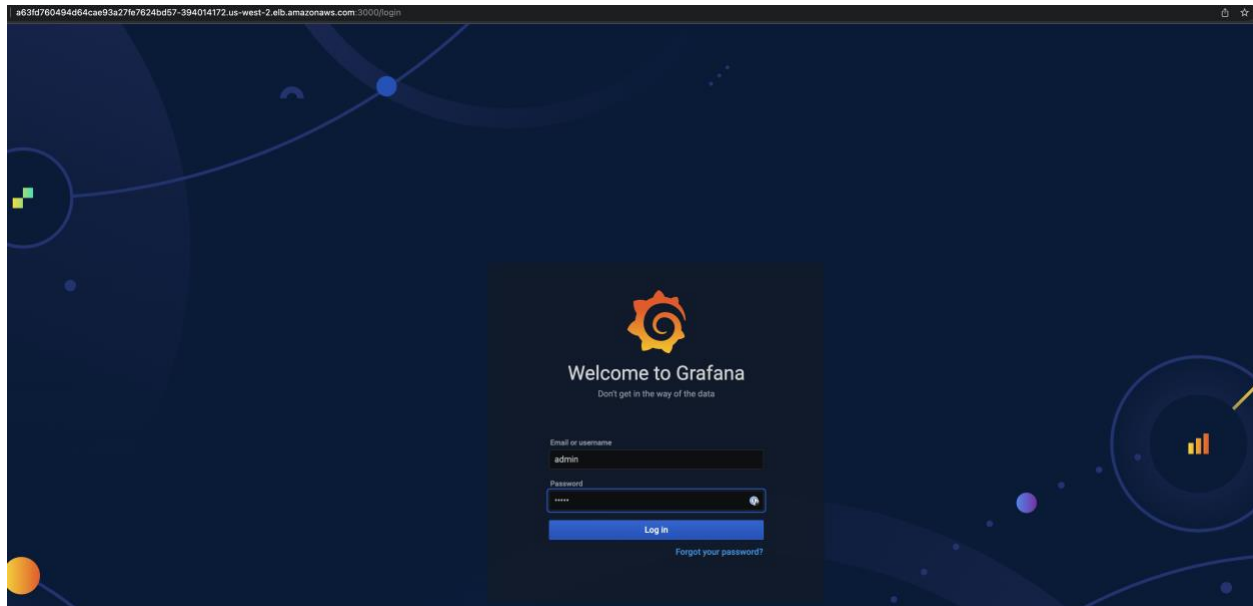 a63fd760494d64cae93a27fe7624bd57-394014172.us-west-2.elb.amazonaws.com:3000/login
Welcome to Grafana
Don't get in the way of the data
Email or username
admin
Password
•••••
Log in
Forgot your password?